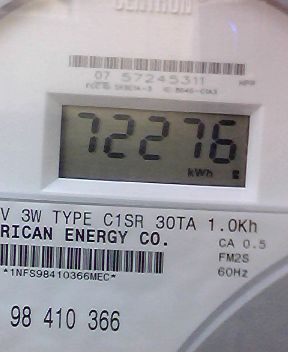 CENTRON
07 57245311
72276
kWh
V 3W TYPE C1SR 30TA 1.0Kh
RICAN ENERGY CO.
CA 0.5
FM2S
*1NFS98410366MEC*
60Hz
98 410 366